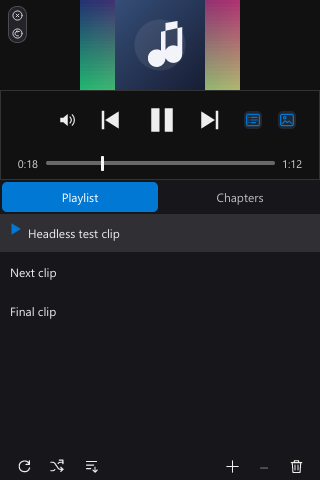 0:18
1:12
Playlist
Chapters
Headless test clip
Next clip
Final clip